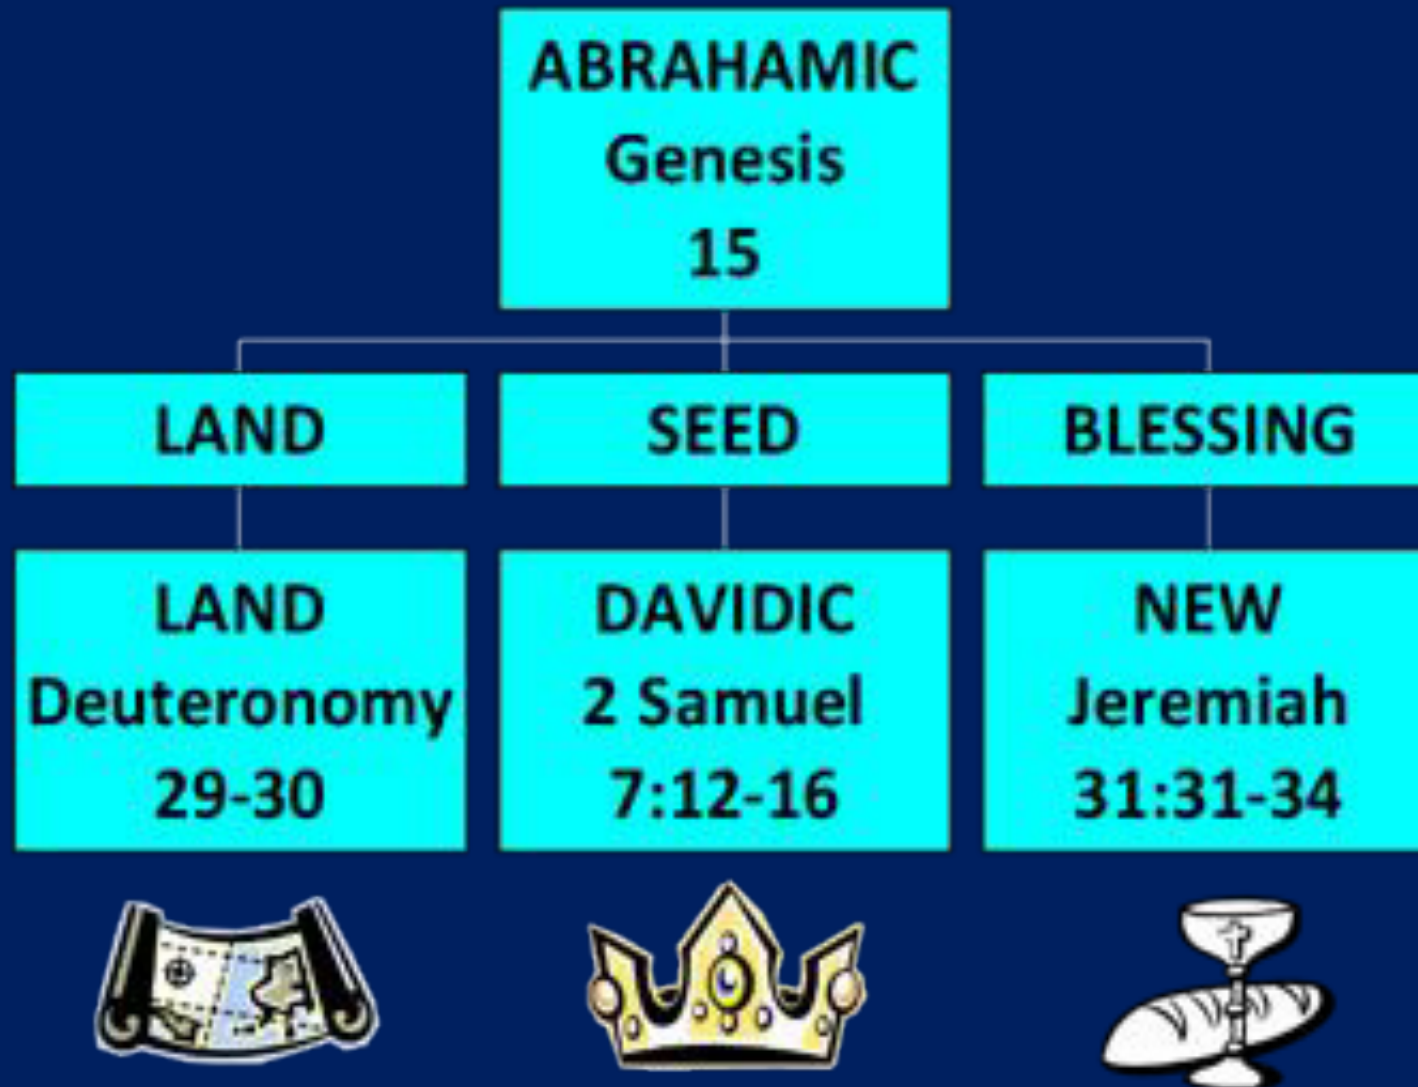 ABRAHAMIC
Genesis
15
LAND
SEED
BLESSING
LAND
Deuteronomy
29-30
DAVIDIC
2 Samuel
7:12-16
NEW
Jeremiah
31:31-34